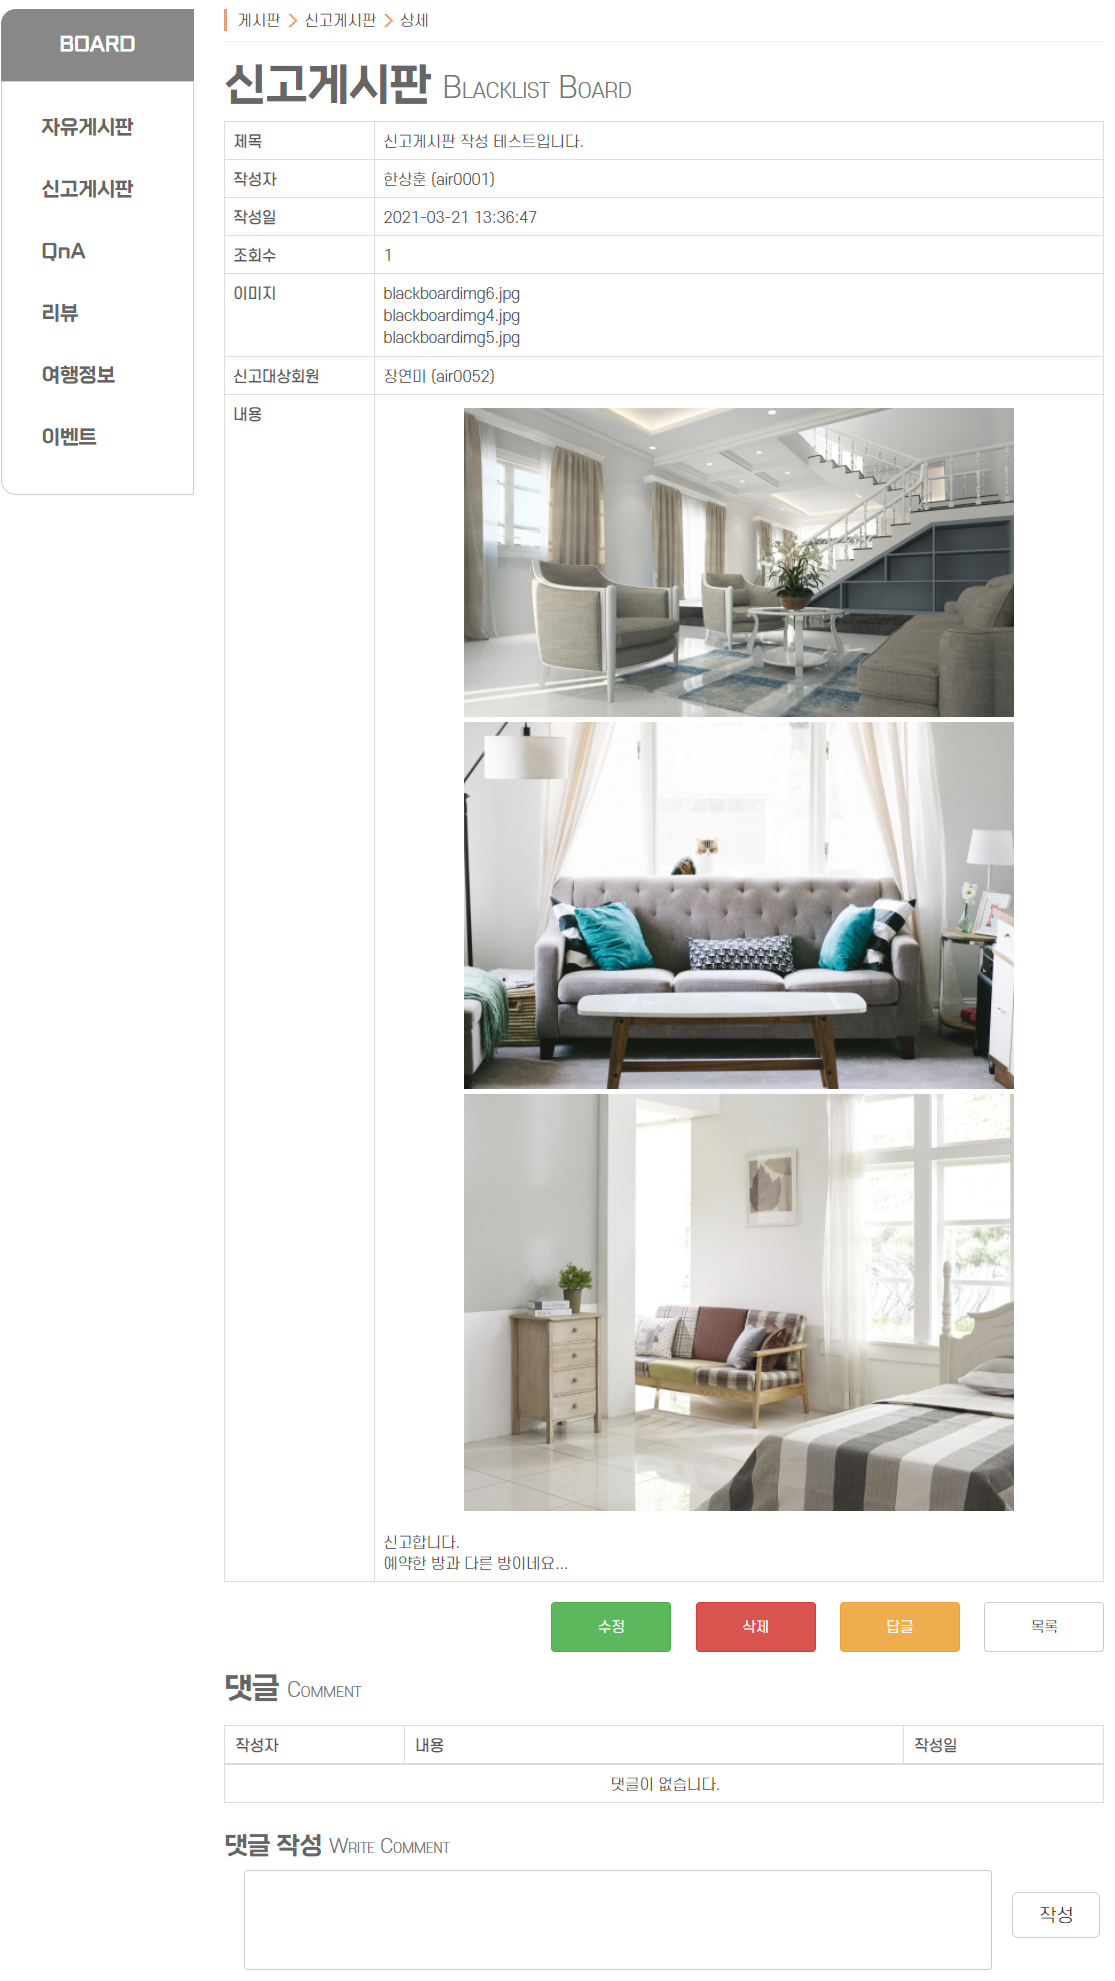 BOARD
자유게시판
신고게시판
QnA
리뷰
여행정보
이벤트
게시판 > 신고게시판 > 상세
신고게시판 Blacklist Board
제목 신고게시판 작성 테스트입니다.
작성자 한상훈 (air0001)
작성일 2021-03-21 13:36:47
조회수 1
이미지 blackboardimg6.jpg
blackboardimg4.jpg
blackboardimg5.jpg
신고대상회원 장연미 (air0052)
내용
신고합니다.
예약한 방과 다른 방이네요...
수정 삭제 답글 목록
댓글 Comment
작성자 내용 작성일
댓글이 없습니다.
댓글 작성 Write Comment
작성